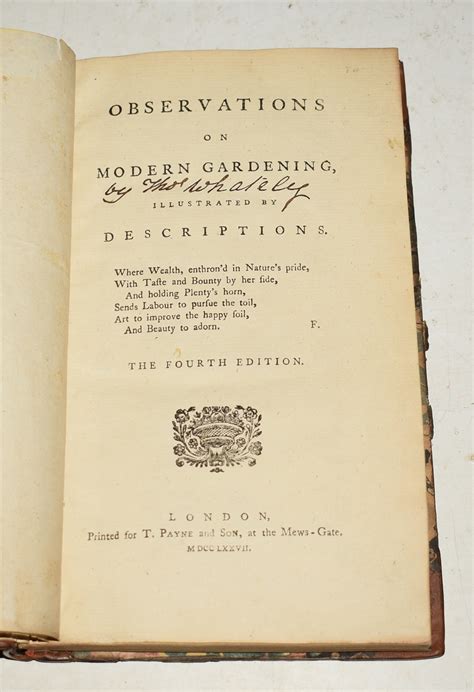 OBSERVATIONS
ON
MODERN GARDENING,
by Thos Whately
ILLUSTRATED BY
DESCRIPTIONS.
Where Wealth, enthron'd in Nature's pride,
With Taſte and Bounty by her ſide,
And holding Plenty's horn,
Sends Labour to purſue the toil,
Art to improve the happy ſoil,
And Beauty to adorn. F.
THE FOURTH EDITION.
LONDON,
Printed for T. PAYNE and SON, at the Mews-Gate.
MDCCLXXVII.